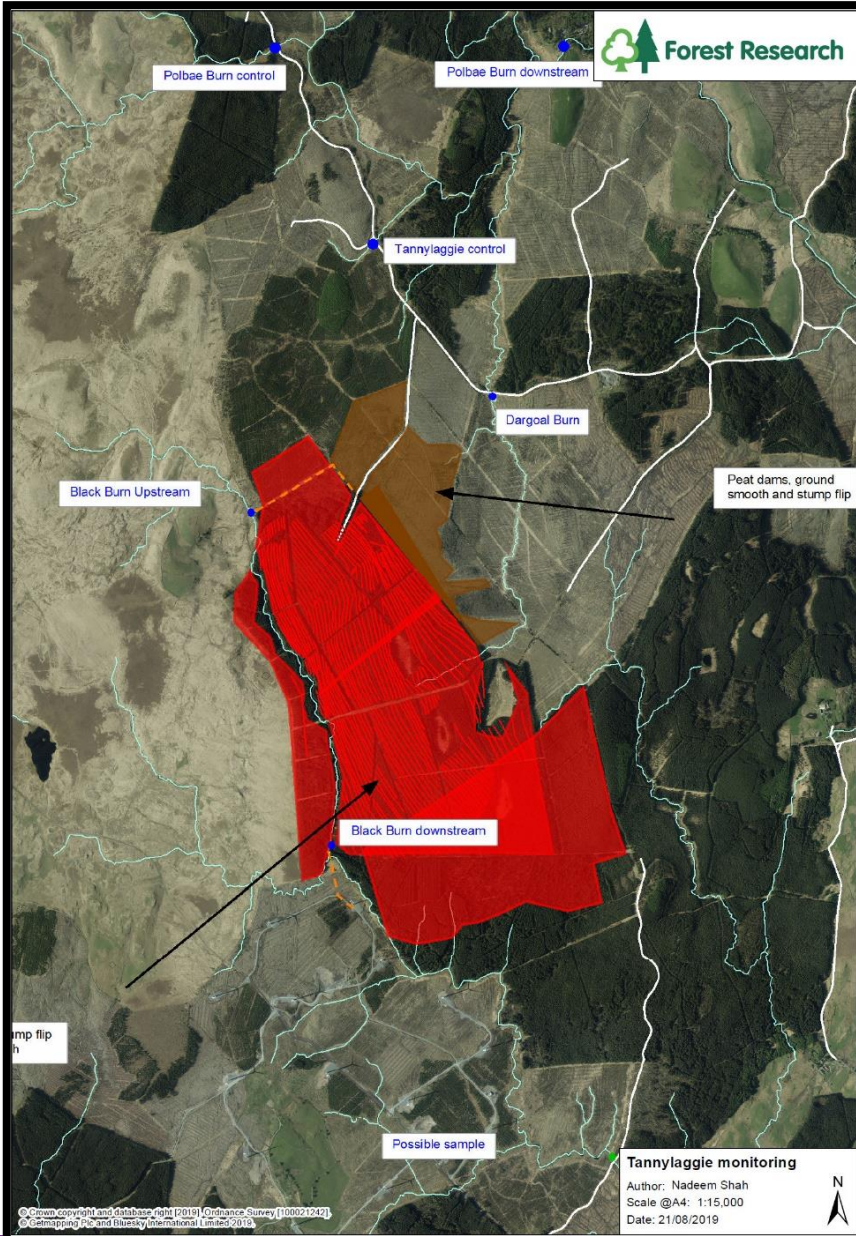 Forest Research
Polbae Burn control
Polbae Burn downstream
Tannylaggie control
Dargoal Burn
Black Burn Upstream
Peat dams, ground
smooth and stump flip
Black Burn downstream
ump flip
h
Possible sample
Tannylaggie monitoring
Author: Nadeem Shah
Scale @A4: 1:15,000
Date: 21/08/2019
N
© Crown copyright and database right [2019]. Ordnance Survey [100021242].
© Getmapping Plc and Bluesky International Limited 2019.